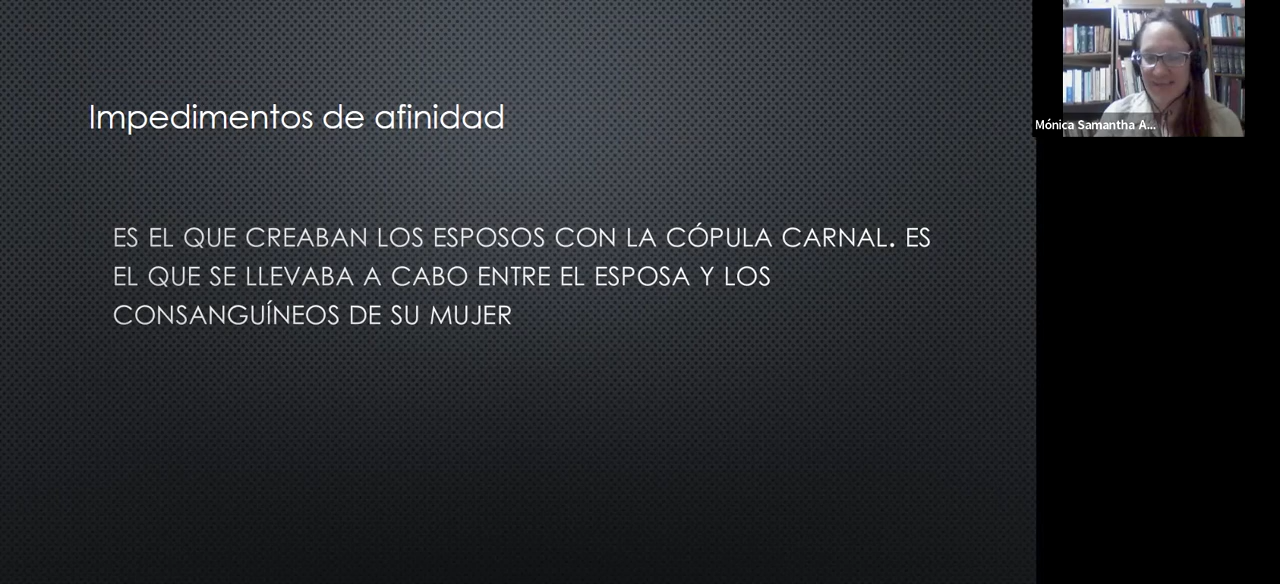 Impedimentos de afinidad
ES EL QUE CREABAN LOS ESPOSOS CON LA CÓPULA CARNAL. ES
EL QUE SE LLEVABA A CABO ENTRE EL ESPOSA Y LOS
CONSANGUÍNEOS DE SU MUJER
Mónica Samantha A...